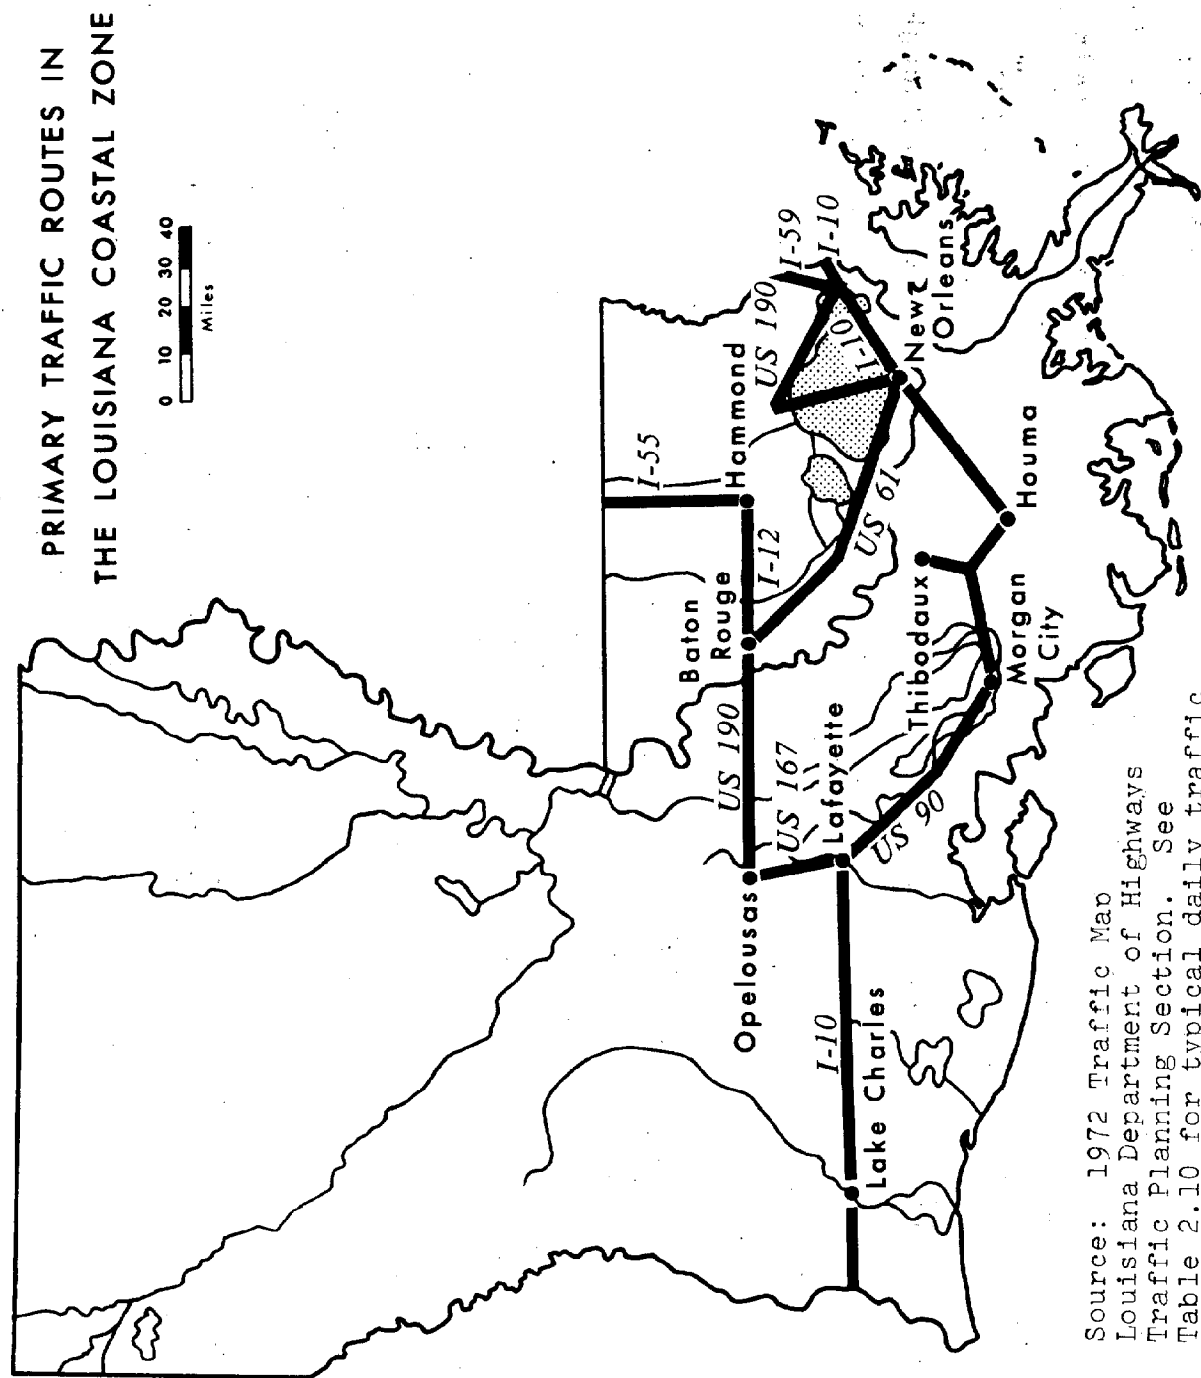 PRIMARY TRAFFIC ROUTES IN
THE LOUISIANA COASTAL ZONE
0 10 20 30 40
Miles
I-55
Hammond
US 190
I-59
I-10
Baton
Rouge
I-12
I-10
New
Orleans
US 61
US 190
Opelousas
US 167
Lafayette
Thibodaux
Houma
Morgan
City
US 90
I-10
Lake Charles
Source: 1972 Traffic Map
Louisiana Department of Highways
Traffic Planning Section. See
Table 2.10 for typical daily traffic